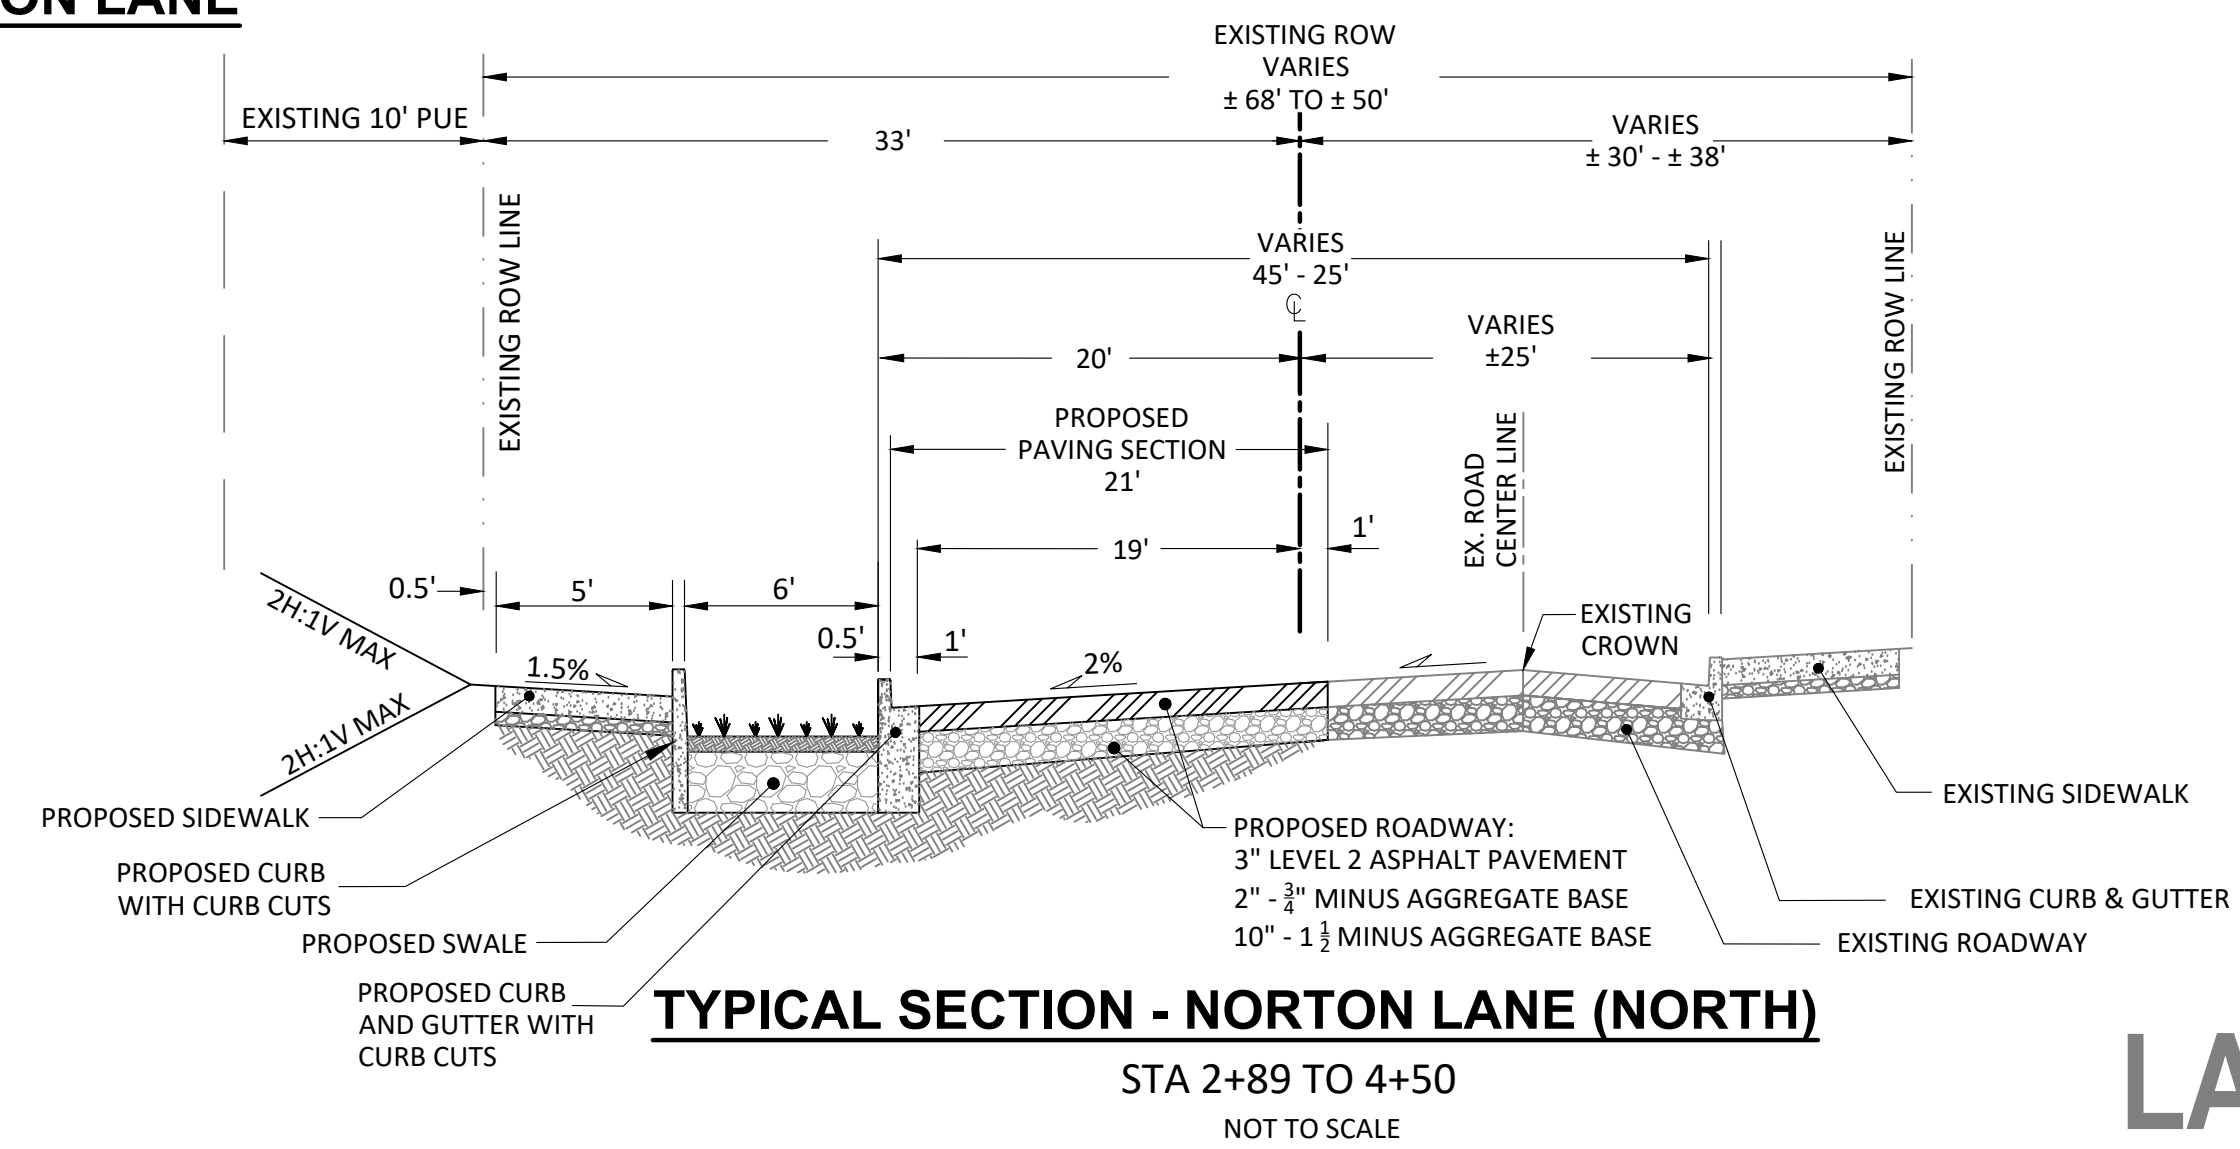 ON LANE
EXISTING ROW
VARIES
± 68' TO ± 50'
EXISTING 10' PUE
33'
VARIES
± 30' - ± 38'
EXISTING ROW LINE
VARIES
45' - 25'
℄
EXISTING ROW LINE
20'
VARIES
±25'
PROPOSED
PAVING SECTION
21'
EX. ROAD
CENTER LINE
19'
1'
0.5'
5'
6'
0.5'
1'
EXISTING
CROWN
2H:1V MAX
1.5%
2%
2H:1V MAX
PROPOSED SIDEWALK
EXISTING SIDEWALK
PROPOSED ROADWAY:
3" LEVEL 2 ASPHALT PAVEMENT
2" - 3/4" MINUS AGGREGATE BASE
10" - 1 1/2 MINUS AGGREGATE BASE
PROPOSED CURB
WITH CURB CUTS
EXISTING CURB & GUTTER
PROPOSED SWALE
EXISTING ROADWAY
PROPOSED CURB
AND GUTTER WITH
CURB CUTS
TYPICAL SECTION - NORTON LANE (NORTH)
STA 2+89 TO 4+50
NOT TO SCALE
LA